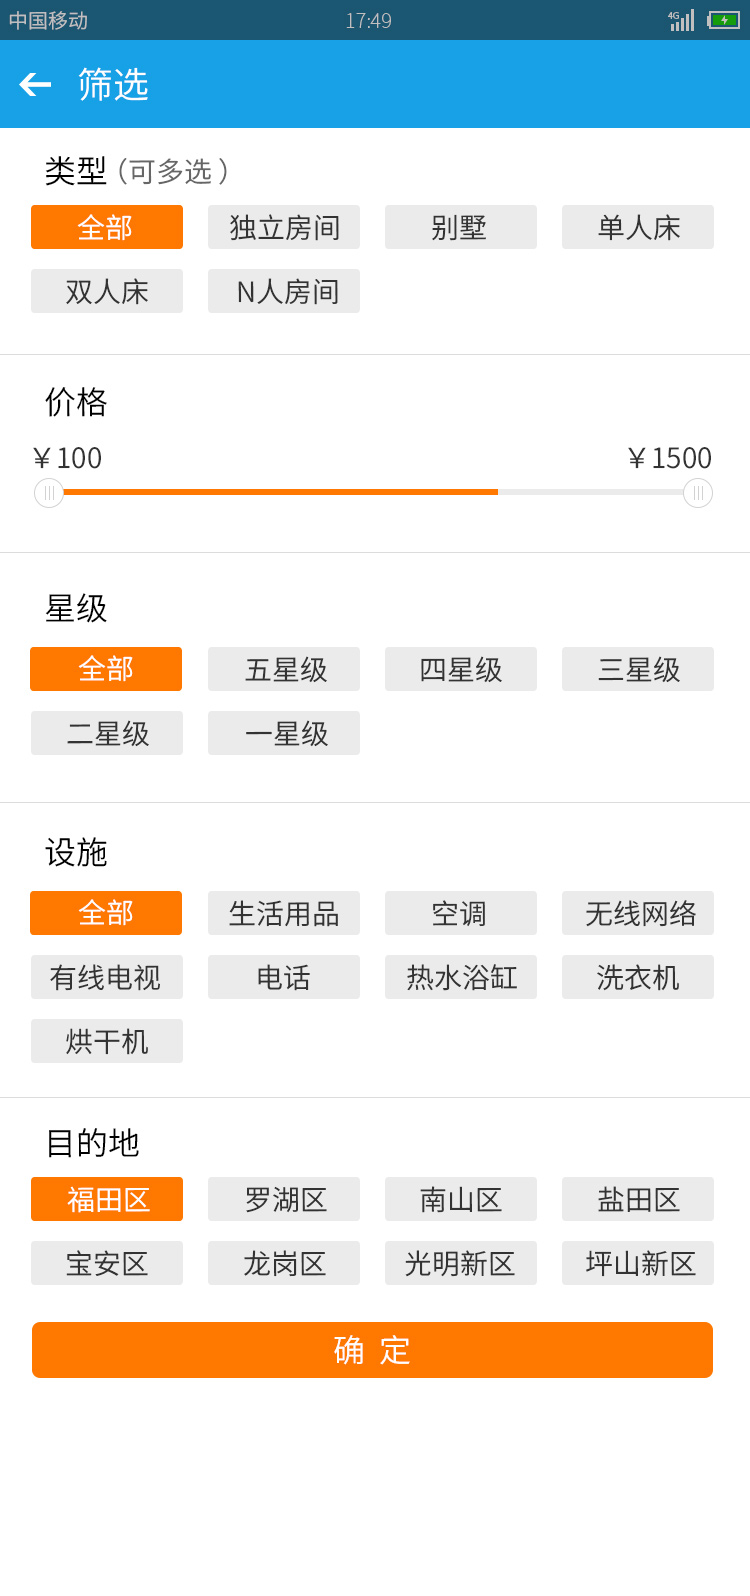 中国移动 17:49 4G
筛选
类型（可多选 ）
全部 独立房间 别墅 单人床
双人床 N人房间
价格
￥100 ￥1500
星级
全部 五星级 四星级 三星级
二星级 一星级
设施
全部 生活用品 空调 无线网络
有线电视 电话 热水浴缸 洗衣机
烘干机
目的地
福田区 罗湖区 南山区 盐田区
宝安区 龙岗区 光明新区 坪山新区
确 定